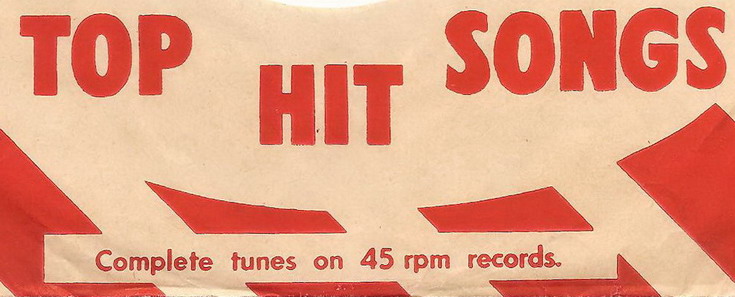 TOP HIT SONGS
Complete tunes on 45 rpm records.